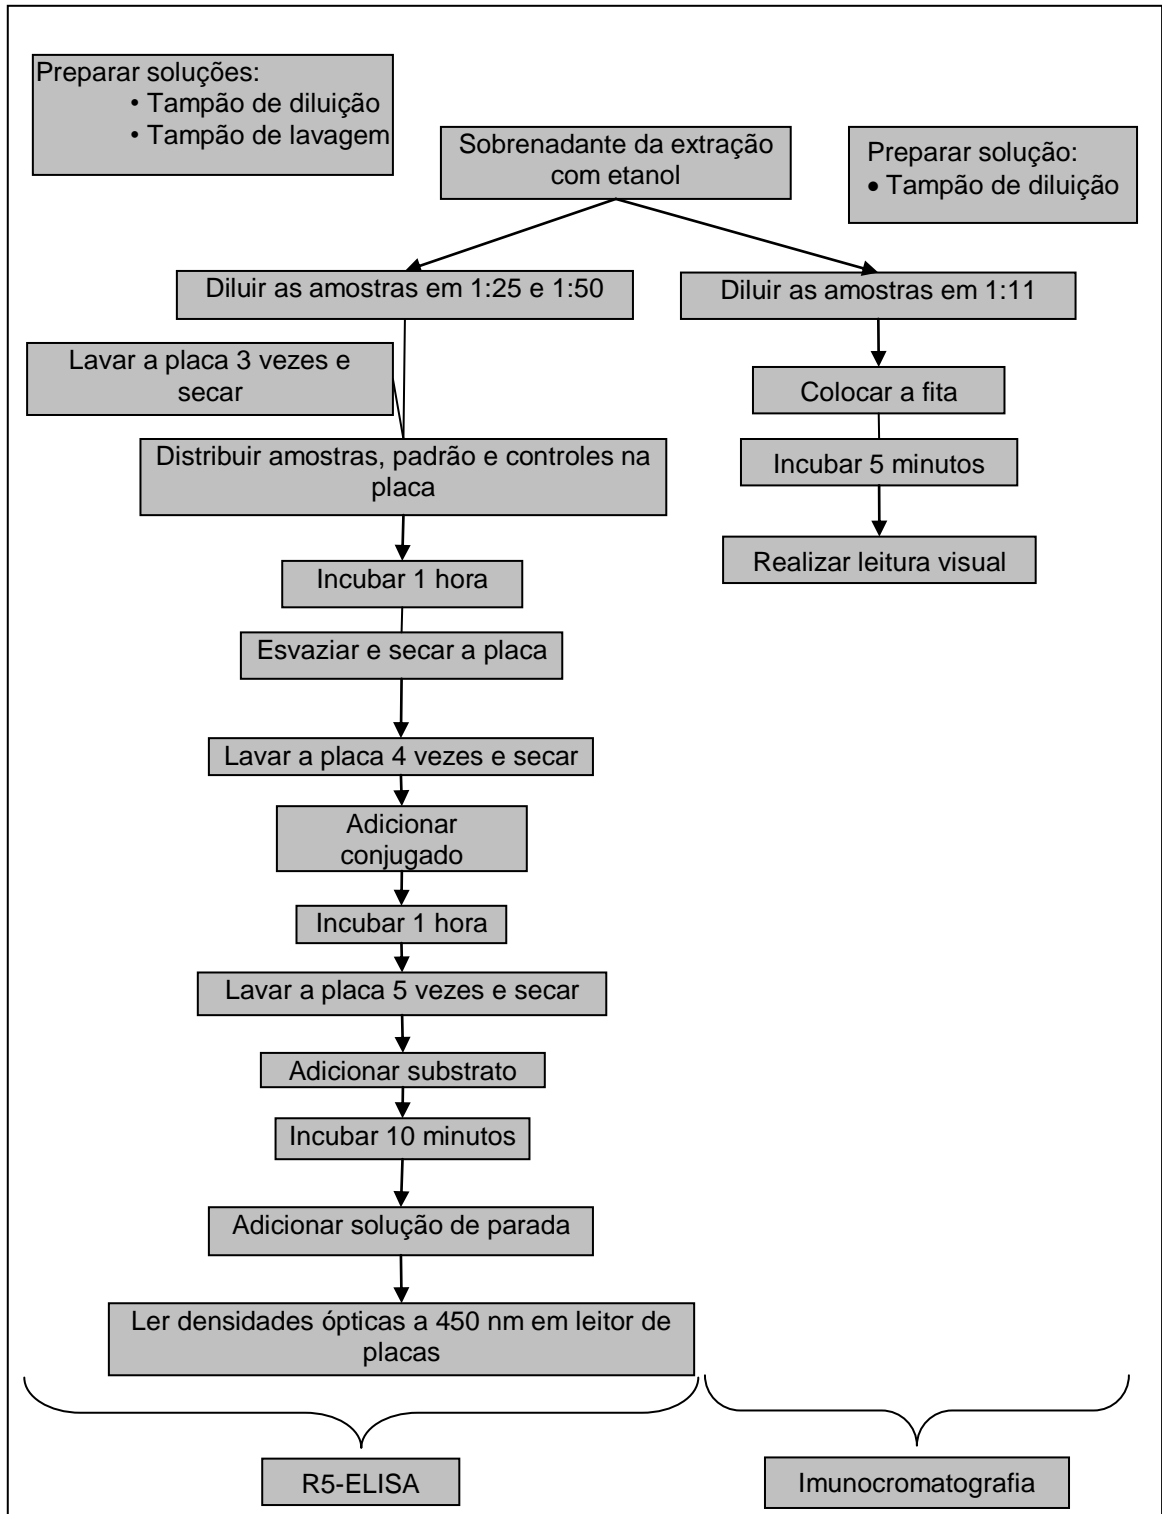 Preparar soluções:
• Tampão de diluição
• Tampão de lavagem
Sobrenadante da extração
com etanol
Preparar solução:
• Tampão de diluição
Diluir as amostras em 1:25 e 1:50
Lavar a placa 3 vezes e
secar
Distribuir amostras, padrão e controles na
placa
Incubar 1 hora
Esvaziar e secar a placa
Lavar a placa 4 vezes e secar
Adicionar
conjugado
Incubar 1 hora
Lavar a placa 5 vezes e secar
Adicionar substrato
Incubar 10 minutos
Adicionar solução de parada
Ler densidades ópticas a 450 nm em leitor de
placas
R5-ELISA
Diluir as amostras em 1:11
Colocar a fita
Incubar 5 minutos
Realizar leitura visual
Imunocromatografia